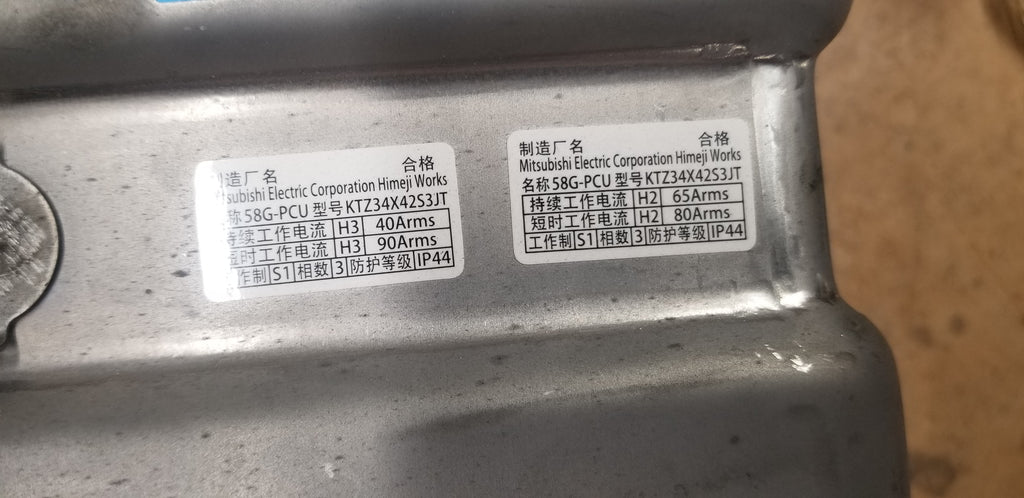 造厂名 合格
subishi Electric Corporation Himeji Works
称 58G-PCU 型号 KTZ34X42S3JT
持续工作电流 H3 40Arms
短时工作电流 H3 90Arms
作制 S1 相数 3 防护等级 IP44
制造厂名 合格
Mitsubishi Electric Corporation Himeji Works
名称 58G-PCU 型号 KTZ34X42S3JT
持续工作电流 H2 65Arms
短时工作电流 H2 80Arms
工作制 S1 相数 3 防护等级 IP44